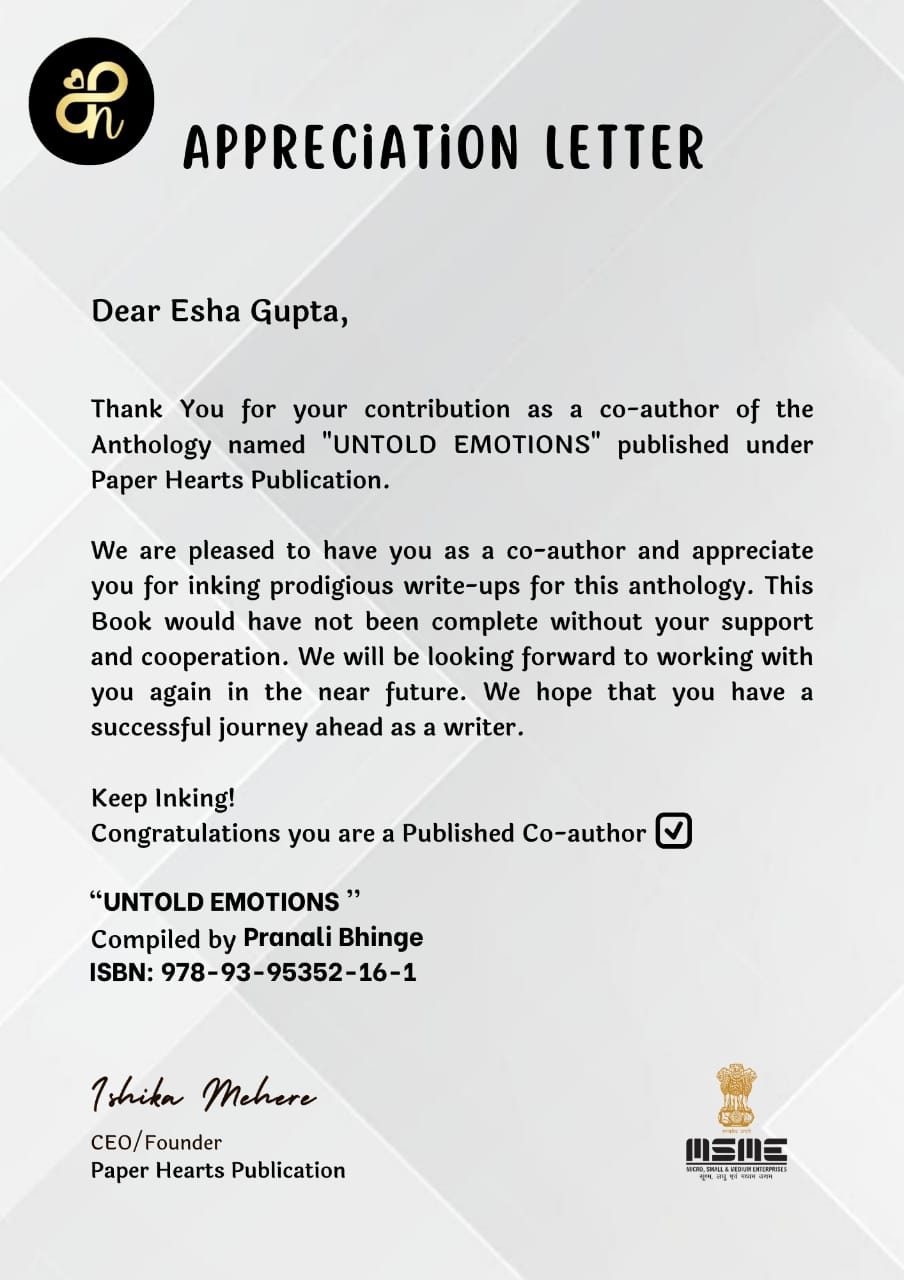 APPRECiATiON LETTER
Dear Esha Gupta,
Thank You for your contribution as a co-author of the
Anthology named "UNTOLD EMOTIONS" published under
Paper Hearts Publication.
We are pleased to have you as a co-author and appreciate
you for inking prodigious write-ups for this anthology. This
Book would have not been complete without your support
and cooperation. We will be looking forward to working with
you again in the near future. We hope that you have a
successful journey ahead as a writer.
Keep Inking!
Congratulations you are a Published Co-author
“UNTOLD EMOTIONS ”
Compiled by Pranali Bhinge
ISBN: 978-93-95352-16-1
Ishika Mehere
CEO/Founder
Paper Hearts Publication
सत्यमेव जयते
MSME
MICRO, SMALL & MEDIUM ENTERPRISES
सूक्ष्म, लघु एवं मध्यम उद्यम